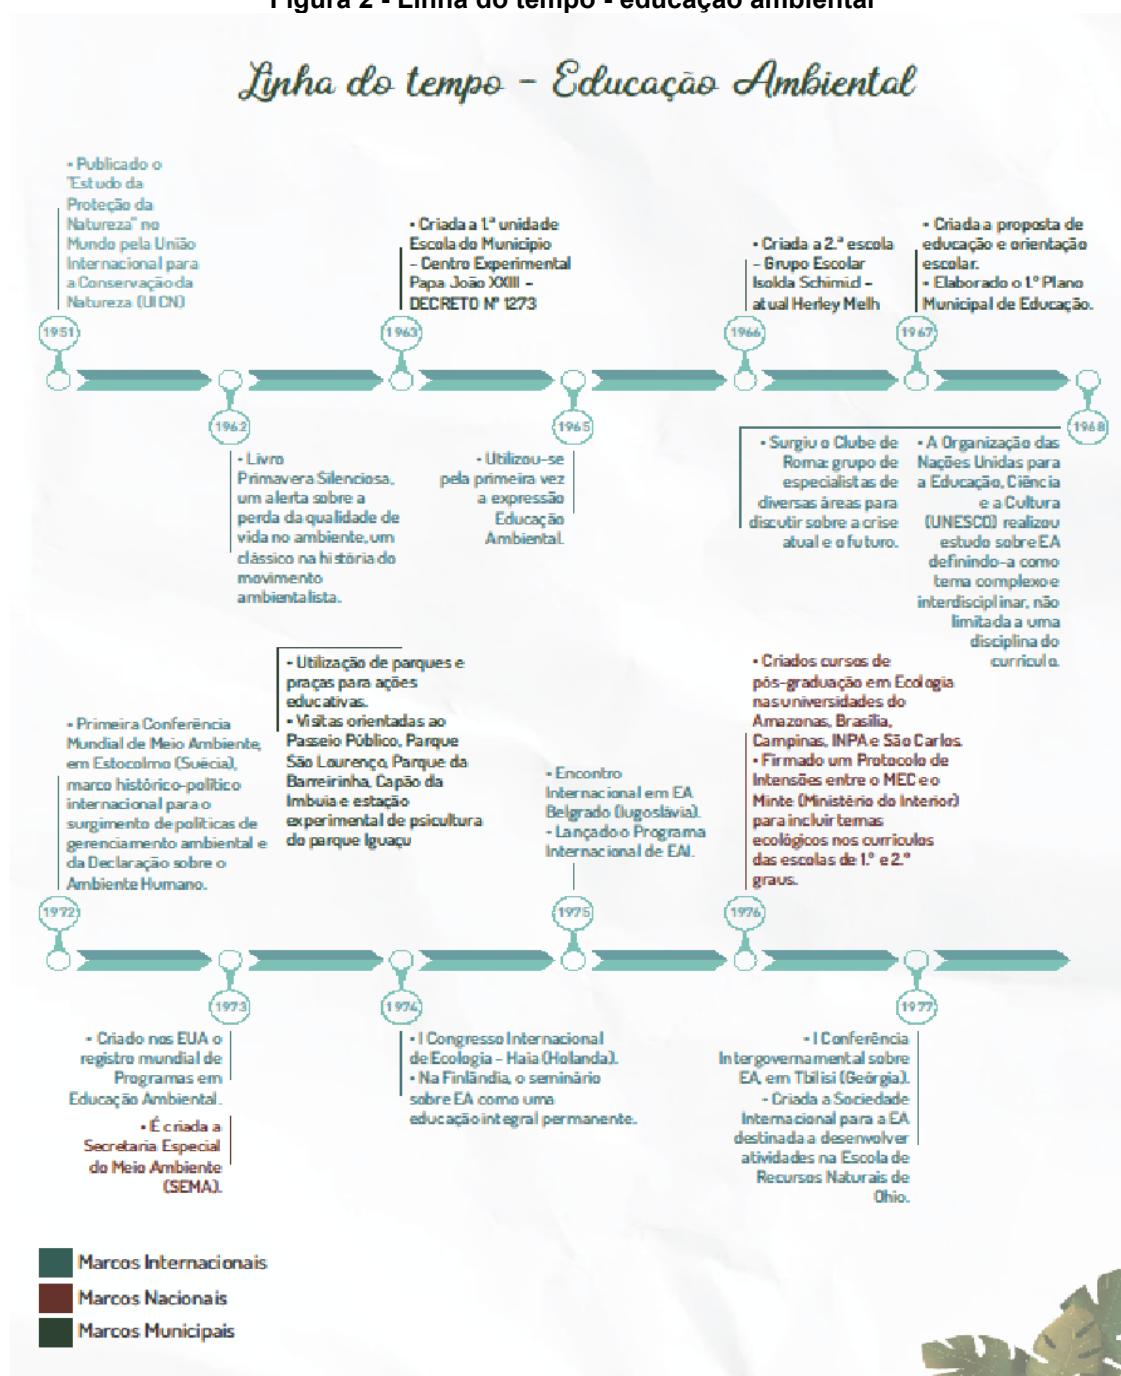 Figura 2 - Linha do tempo - educação ambiental
Linha do tempo - Educação Ambiental
• Publicado o
"Estudo da
Proteção da
Natureza" no
Mundo pela União
Internacional para
a Conservação da
Natureza (UICN)
1951
• Livro
Primavera Silenciosa,
um alerta sobre a
perda da qualidade de
vida no ambiente, um
clássico na história do
movimento
ambientalista.
1962
• Criada a 1.ª unidade
Escola do Município
- Centro Experimental
Papa João XXIII -
DECRETO Nº 1273
1963
• Utilizou-se
pela primeira vez
a expressão
Educação
Ambiental.
1965
• Criada a 2.ª escola
- Grupo Escolar
Isolda Schimid -
atual Herley Melh
1966
• Criada a proposta de
educação e orientação
escolar.
• Elaborado o 1.º Plano
Municipal de Educação.
1967
1968
• Surgiu o Clube de
Roma: grupo de
especialistas de
diversas áreas para
discutir sobre a crise
atual e o futuro.
• A Organização das
Nações Unidas para
a Educação, Ciência
e a Cultura
(UNESCO) realizou
estudo sobre EA
definindo-a como
tema complexo e
interdisciplinar, não
limitada a uma
disciplina do
currículo.
• Primeira Conferência
Mundial de Meio Ambiente,
em Estocolmo (Suécia),
marco histórico-político
internacional para o
surgimento de políticas de
gerenciamento ambiental e
da Declaração sobre o
Ambiente Humano.
1972
• Utilização de parques e
praças para ações
educativas.
• Visitas orientadas ao
Passeio Público, Parque
São Lourenço, Parque da
Barreirinha, Capão da
Imbuia e estação
experimental de psicultura
do parque Iguaçu
1973
• Criado nos EUA o
registro mundial de
Programas em
Educação Ambiental.
• É criada a
Secretaria Especial
do Meio Ambiente
(SEMA).
1974
• I Congresso Internacional
de Ecologia - Haia (Holanda).
• Na Finlândia, o seminário
sobre EA como uma
educação integral permanente.
• Encontro
Internacional em EA
Belgrado (Iugoslávia).
- Lançado o Programa
Internacional de EAI.
1975
• Criados cursos de
pós-graduação em Ecologia
nas universidades do
Amazonas, Brasília,
Campinas, INPA e São Carlos.
• Firmado um Protocolo de
Intensões entre o MEC e o
Minte (Ministério do Interior)
para incluir temas
ecológicos nos currículos
das escolas de 1.º e 2.º
graus.
1976
1977
• I Conferência
Intergovernamental sobre
EA, em Tbilisi (Geórgia).
- Criada a Sociedade
Internacional para a EA
destinada a desenvolver
atividades na Escola de
Recursos Naturais de
Ohio.
Marcos Internacionais
Marcos Nacionais
Marcos Municipais